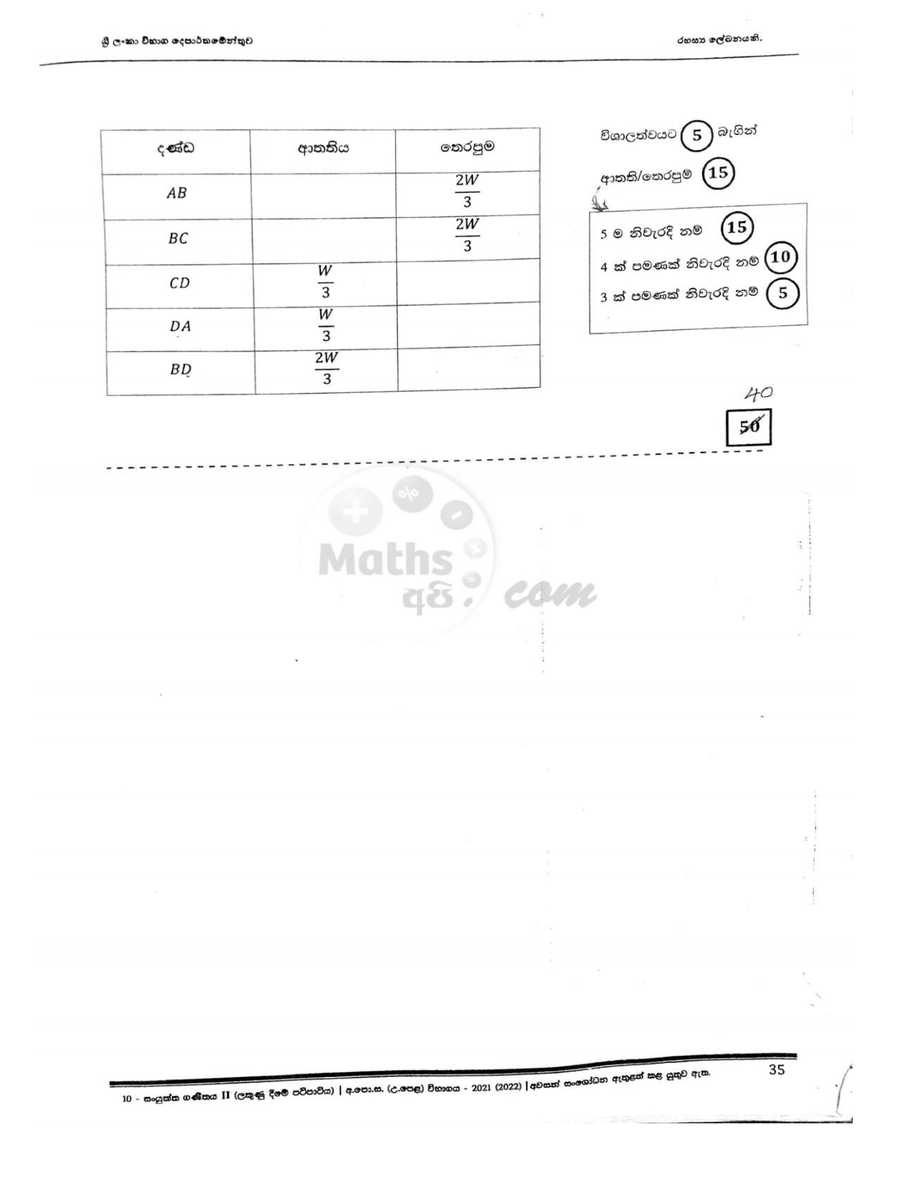 ශ්‍රී ලංකා විභාග දෙපාර්තමේන්තුව
රහස්‍ය ලේඛනයකි.
දණ්ඩ ආතතිය තෙරපුම
AB 2W/3
BC 2W/3
CD W/3
DA W/3
BD 2W/3
විශාලත්වයට 5 බැගින්
ආතති/තෙරපුම් 15
5 ම නිවැරදි නම් 15
4 ක් පමණක් නිවැරදි නම් 10
3 ක් පමණක් නිවැරදි නම් 5
40
50
Maths
අපි.com
35
10 - සංයුක්ත ගණිතය II (ලකුණු දීමේ පටිපාටිය) | අ.පො.ස. (උ.පෙළ) විභාගය - 2021 (2022) | අවසන් සංශෝධන ඇතුළත් කළ යුතුව ඇත.